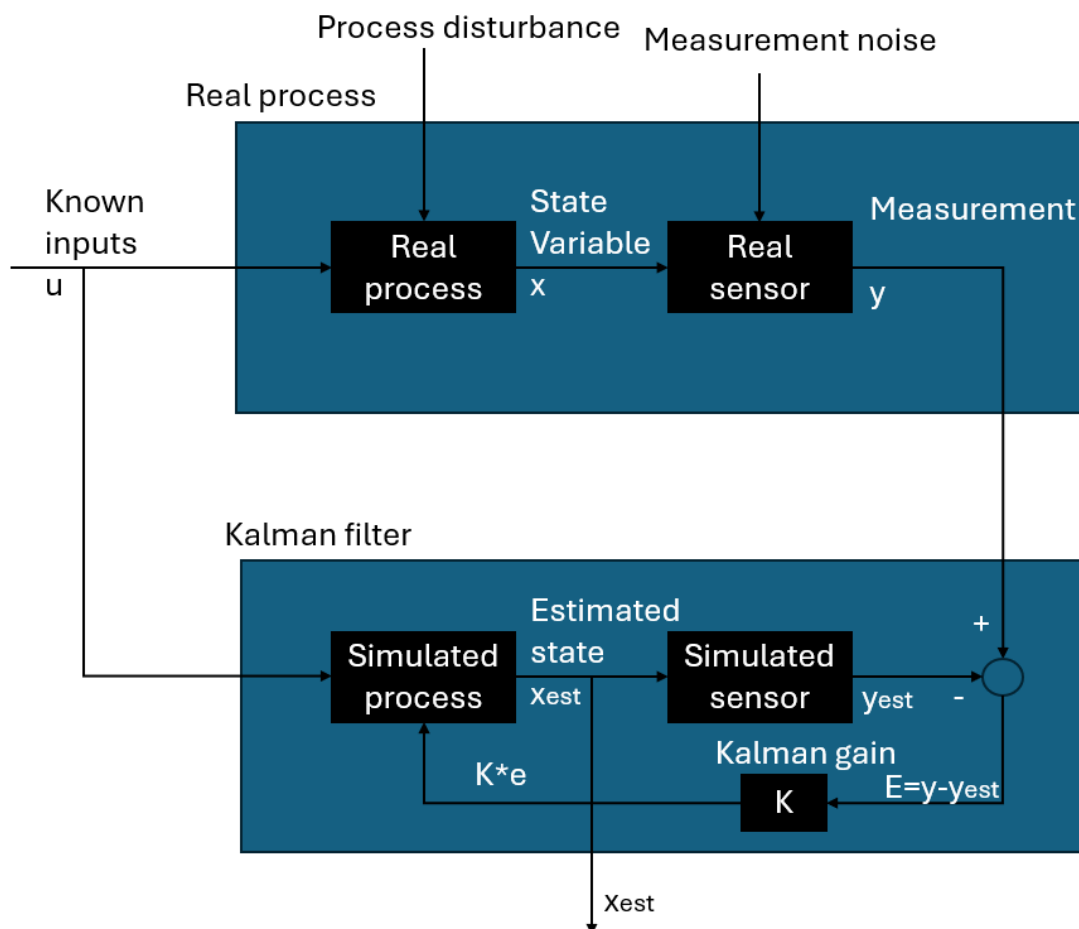 Process disturbance
Measurement noise
Real process
Known
inputs
u
Real
process
State
Variable
x
Real
sensor
Measurement
y
Kalman filter
Simulated
process
Estimated
state
xest
Simulated
sensor
yest
+
-
Kalman gain
K*e
K
E=y-yest
xest